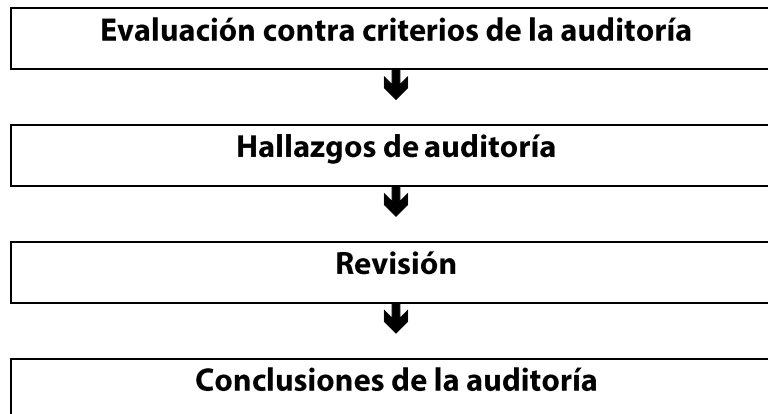 Evaluación contra criterios de la auditoría
Hallazgos de auditoría
Revisión
Conclusiones de la auditoría